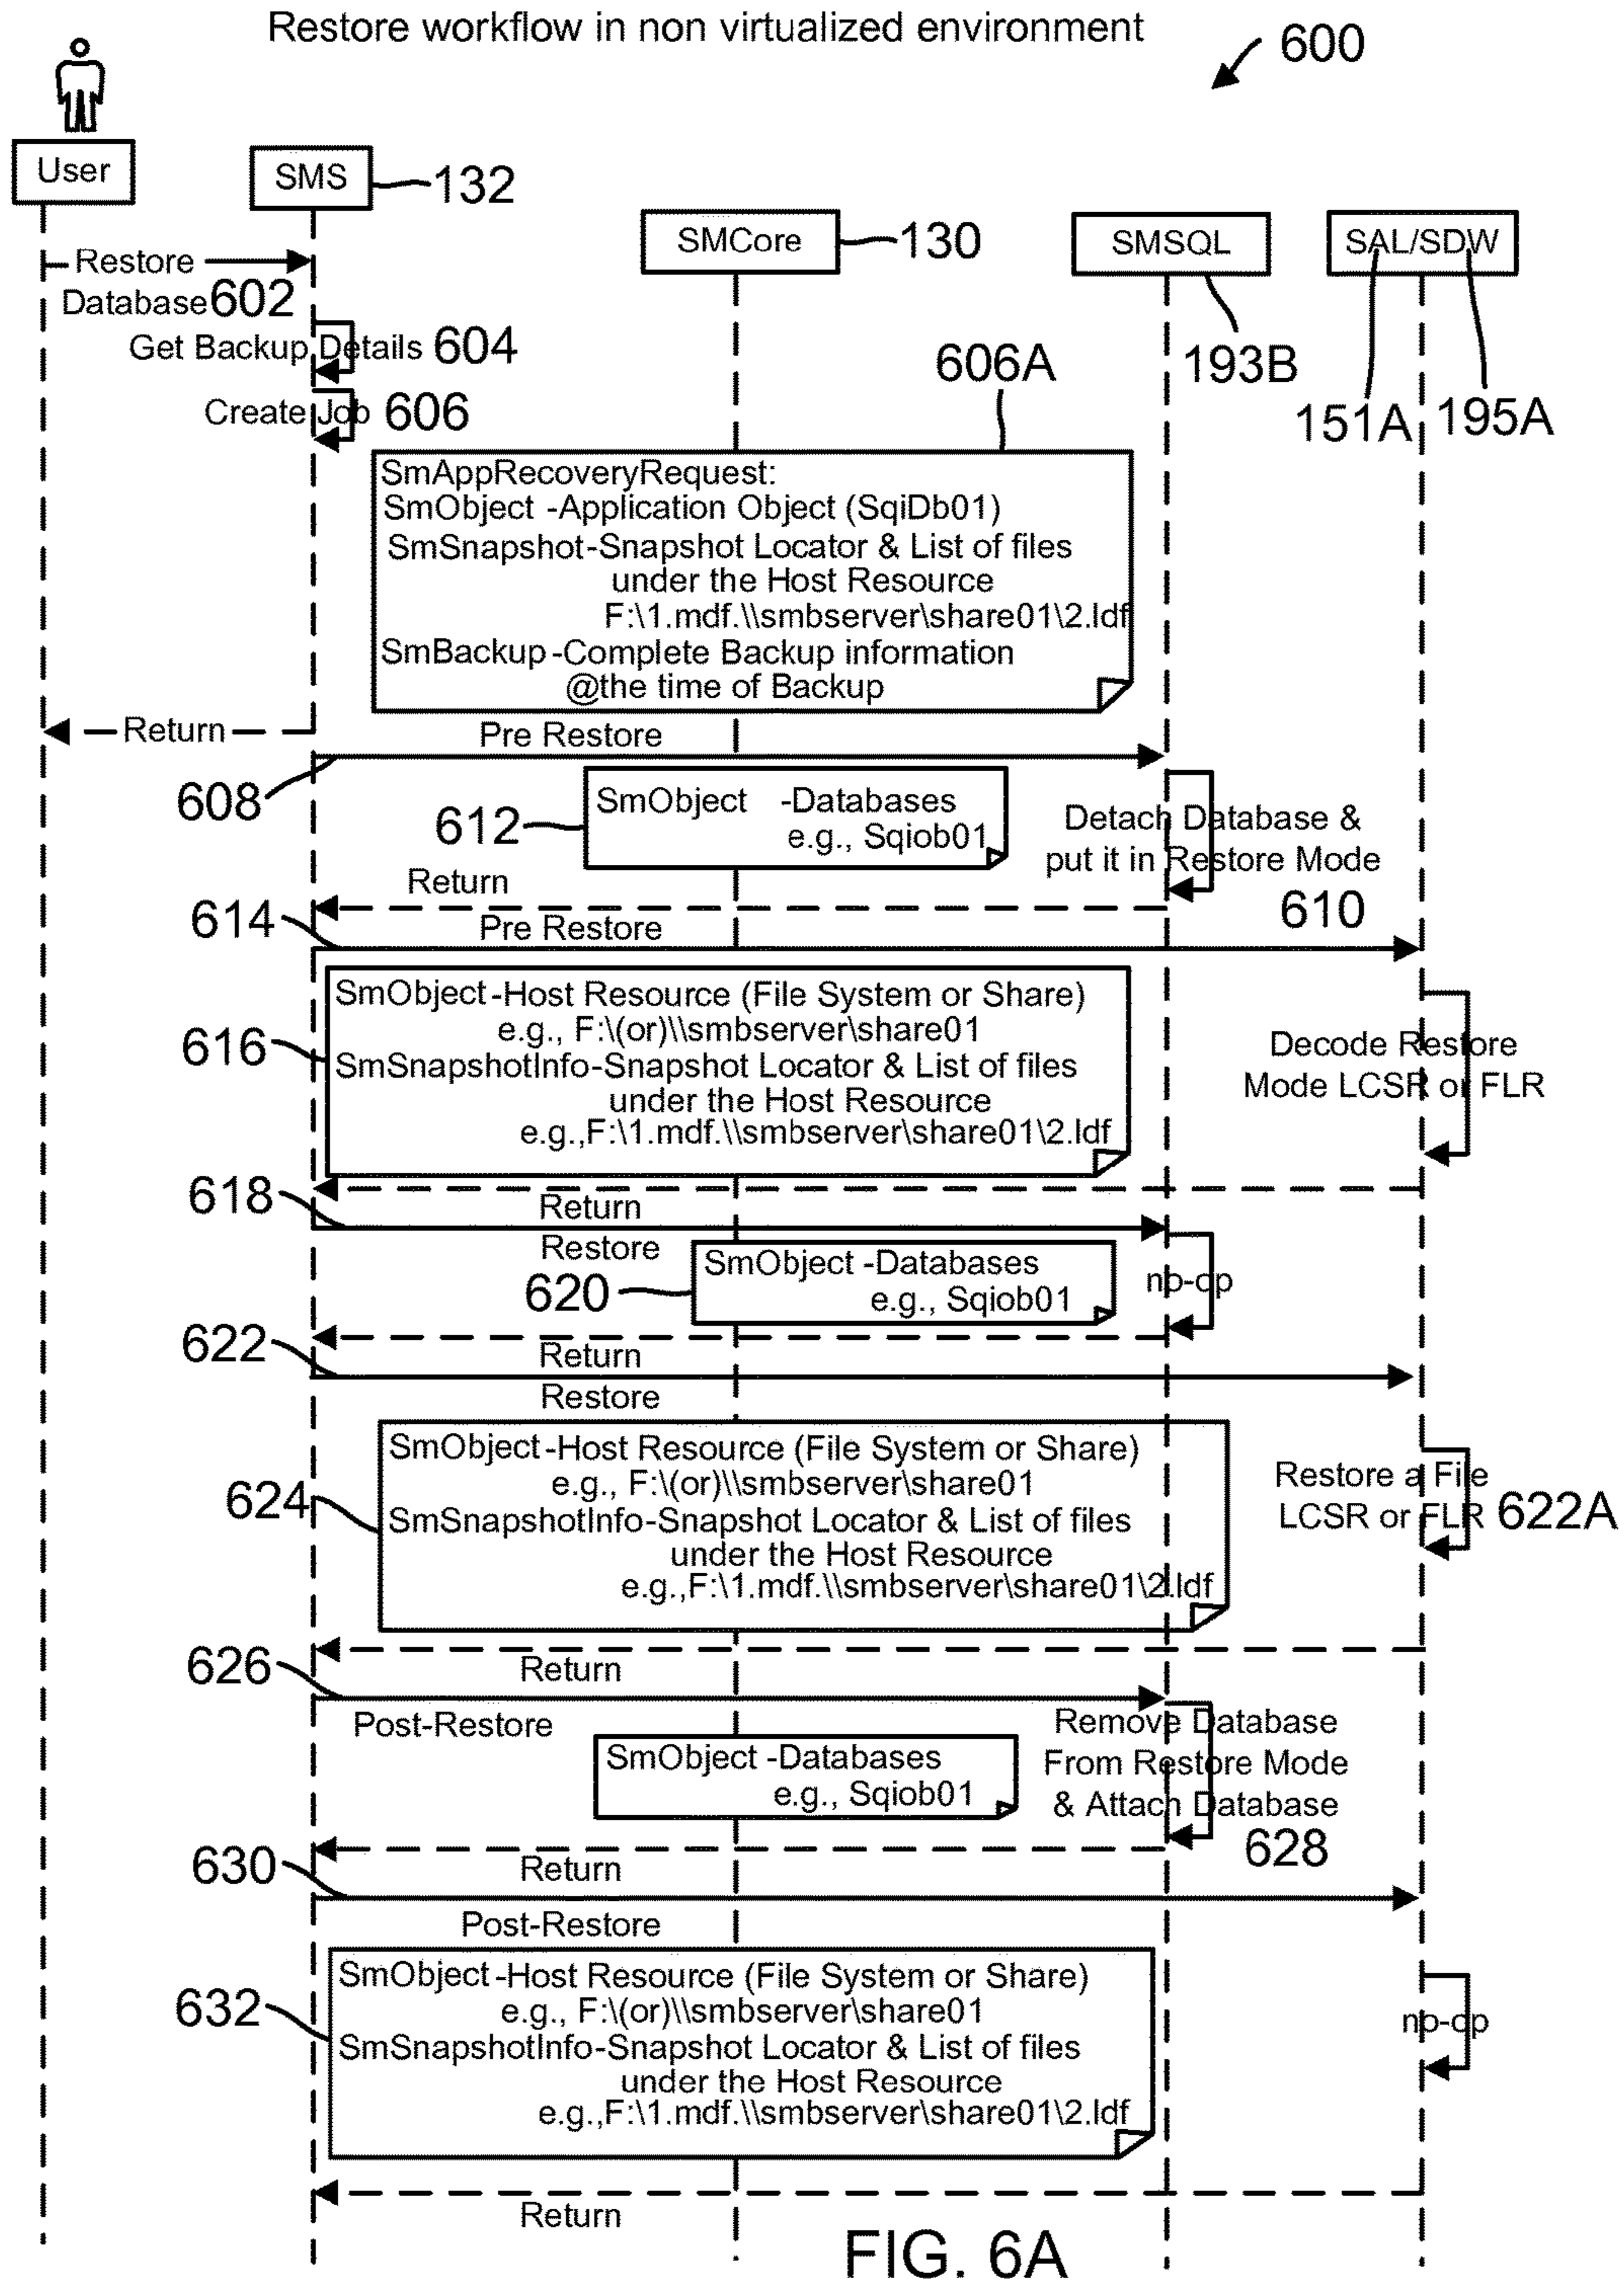 Restore workflow in non virtualized environment
600
User
SMS
132
SMCore
130
SMSQL
193B
SAL/SDW
151A
195A
Restore
Database 602
Get Backup Details 604
Create Job 606
606A
SmAppRecoveryRequest:
SmObject -Application Object (SqiDb01)
SmSnapshot-Snapshot Locator & List of files
under the Host Resource
F:\1.mdf.\\smbserver\share01\2.ldf
SmBackup -Complete Backup information
@the time of Backup
Return
Pre Restore
608
612
SmObject -Databases
e.g., Sqiob01
Detach Database &
put it in Restore Mode
610
Return
614
Pre Restore
616
SmObject-Host Resource (File System or Share)
e.g., F:\(or)\\smbserver\share01
SmSnapshotInfo-Snapshot Locator & List of files
under the Host Resource
e.g.,F:\1.mdf.\\smbserver\share01\2.ldf
Decode Restore
Mode LCSR or FLR
618
Return
Restore
620
SmObject -Databases
e.g., Sqiob01
no-op
622
Return
Restore
624
SmObject-Host Resource (File System or Share)
e.g., F:\(or)\\smbserver\share01
SmSnapshotInfo-Snapshot Locator & List of files
under the Host Resource
e.g.,F:\1.mdf.\\smbserver\share01\2.ldf
Restore a File
LCSR or FLR 622A
626
Return
Post-Restore
SmObject -Databases
e.g., Sqiob01
Remove Database
From Restore Mode
& Attach Database
628
630
Return
Post-Restore
632
SmObject-Host Resource (File System or Share)
e.g., F:\(or)\\smbserver\share01
SmSnapshotInfo-Snapshot Locator & List of files
under the Host Resource
e.g.,F:\1.mdf.\\smbserver\share01\2.ldf
no-op
Return
FIG. 6A